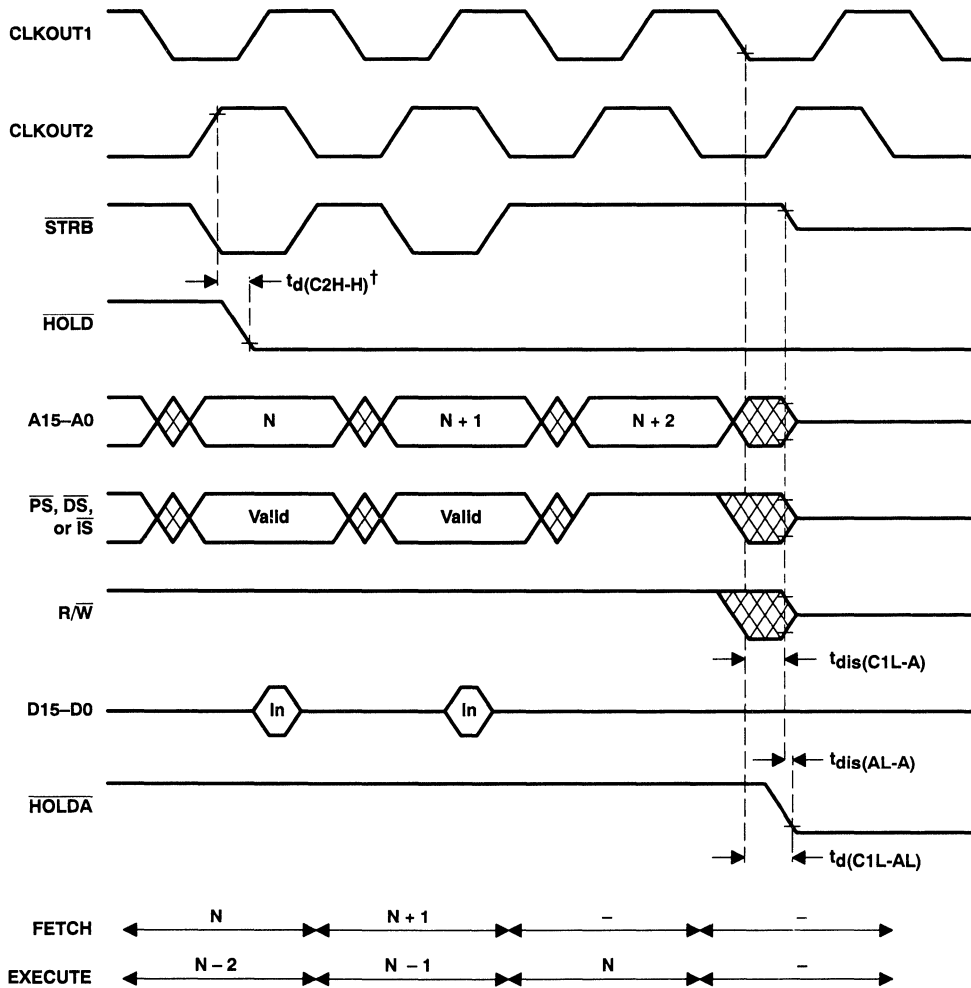 CLKOUT1
CLKOUT2
STRB
td(C2H-H)†
HOLD
A15–A0
N
N + 1
N + 2
PS, DS,
or IS
Valid
Valid
R/W
tdis(C1L-A)
D15–D0
In
In
tdis(AL-A)
HOLDA
td(C1L-AL)
FETCH
N
N + 1
–
–
EXECUTE
N – 2
N – 1
N
–